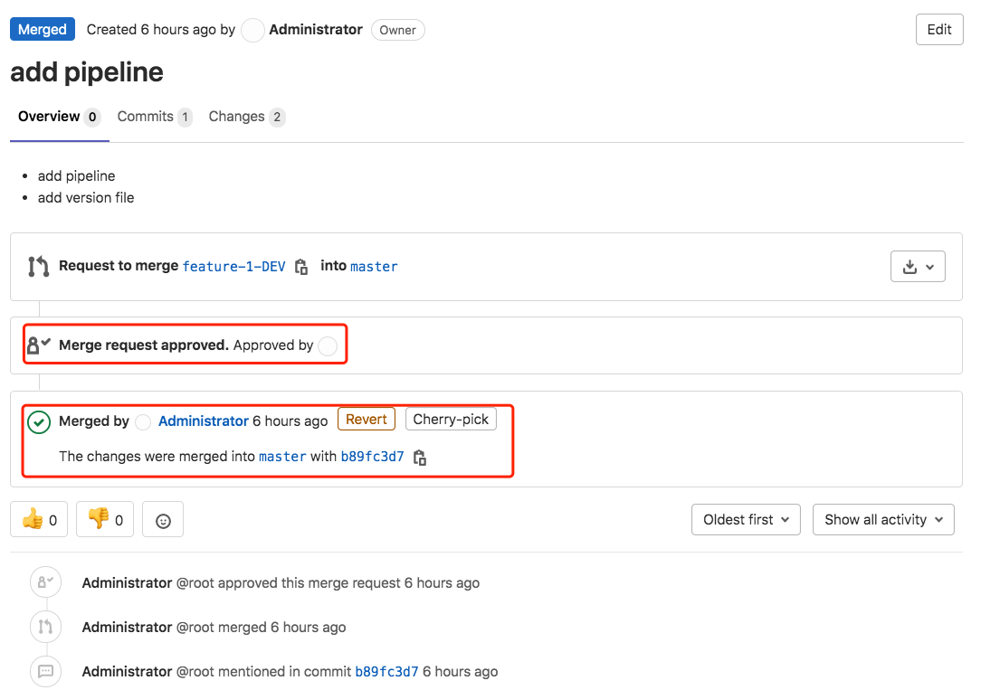 Merged Created 6 hours ago by Administrator Owner Edit
add pipeline
Overview 0 Commits 1 Changes 2
add pipeline
add version file
Request to merge feature-1-DEV into master
Merge request approved. Approved by
Merged by Administrator 6 hours ago Revert Cherry-pick
The changes were merged into master with b89fc3d7
0 0 Oldest first Show all activity
Administrator @root approved this merge request 6 hours ago
Administrator @root merged 6 hours ago
Administrator @root mentioned in commit b89fc3d7 6 hours ago